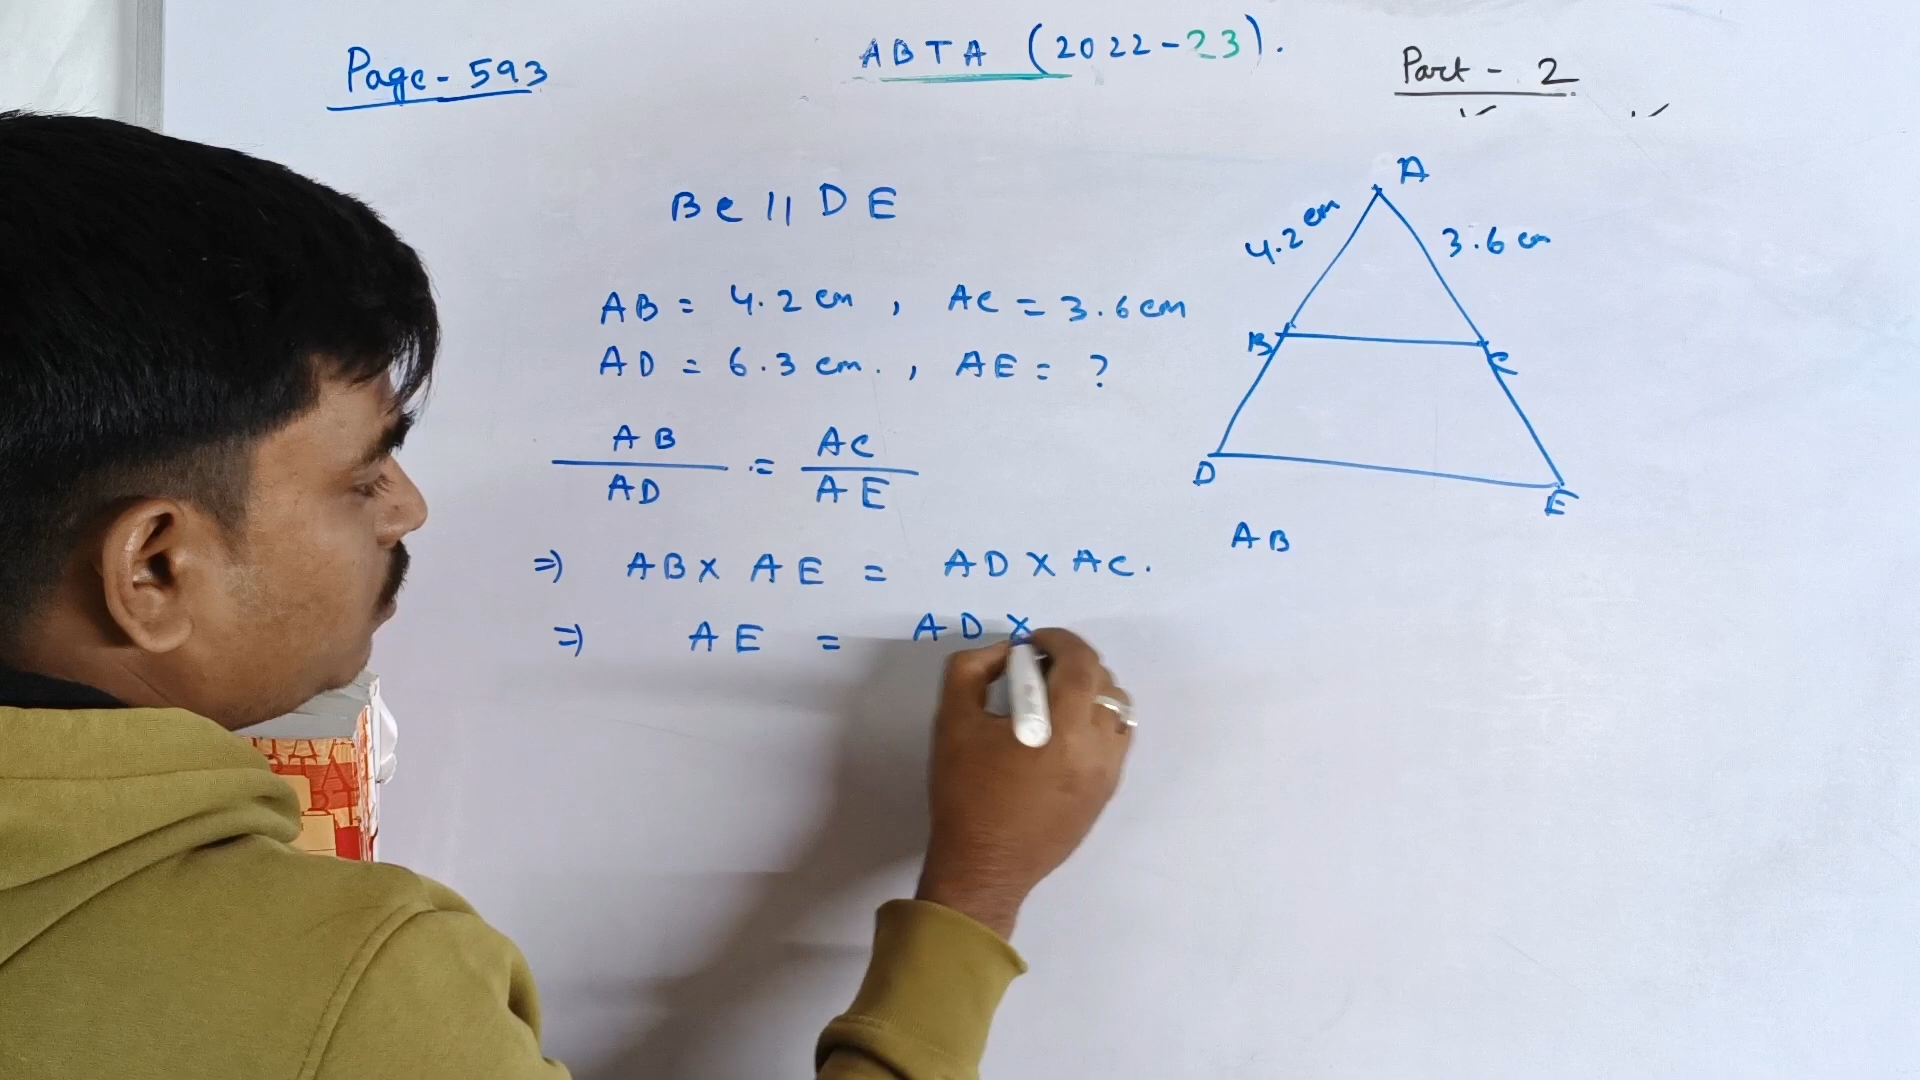 Page - 593
ABTA (2022-23).
Part - 2
BC || DE
AB = 4.2 cm , AC = 3.6 cm
AD = 6.3 cm. , AE = ?
AB / AD = AC / AE
⇒ AB X AE = AD X AC.
⇒ AE = AD X
A
4.2 cm
3.6 cm
B
C
D
E
AB